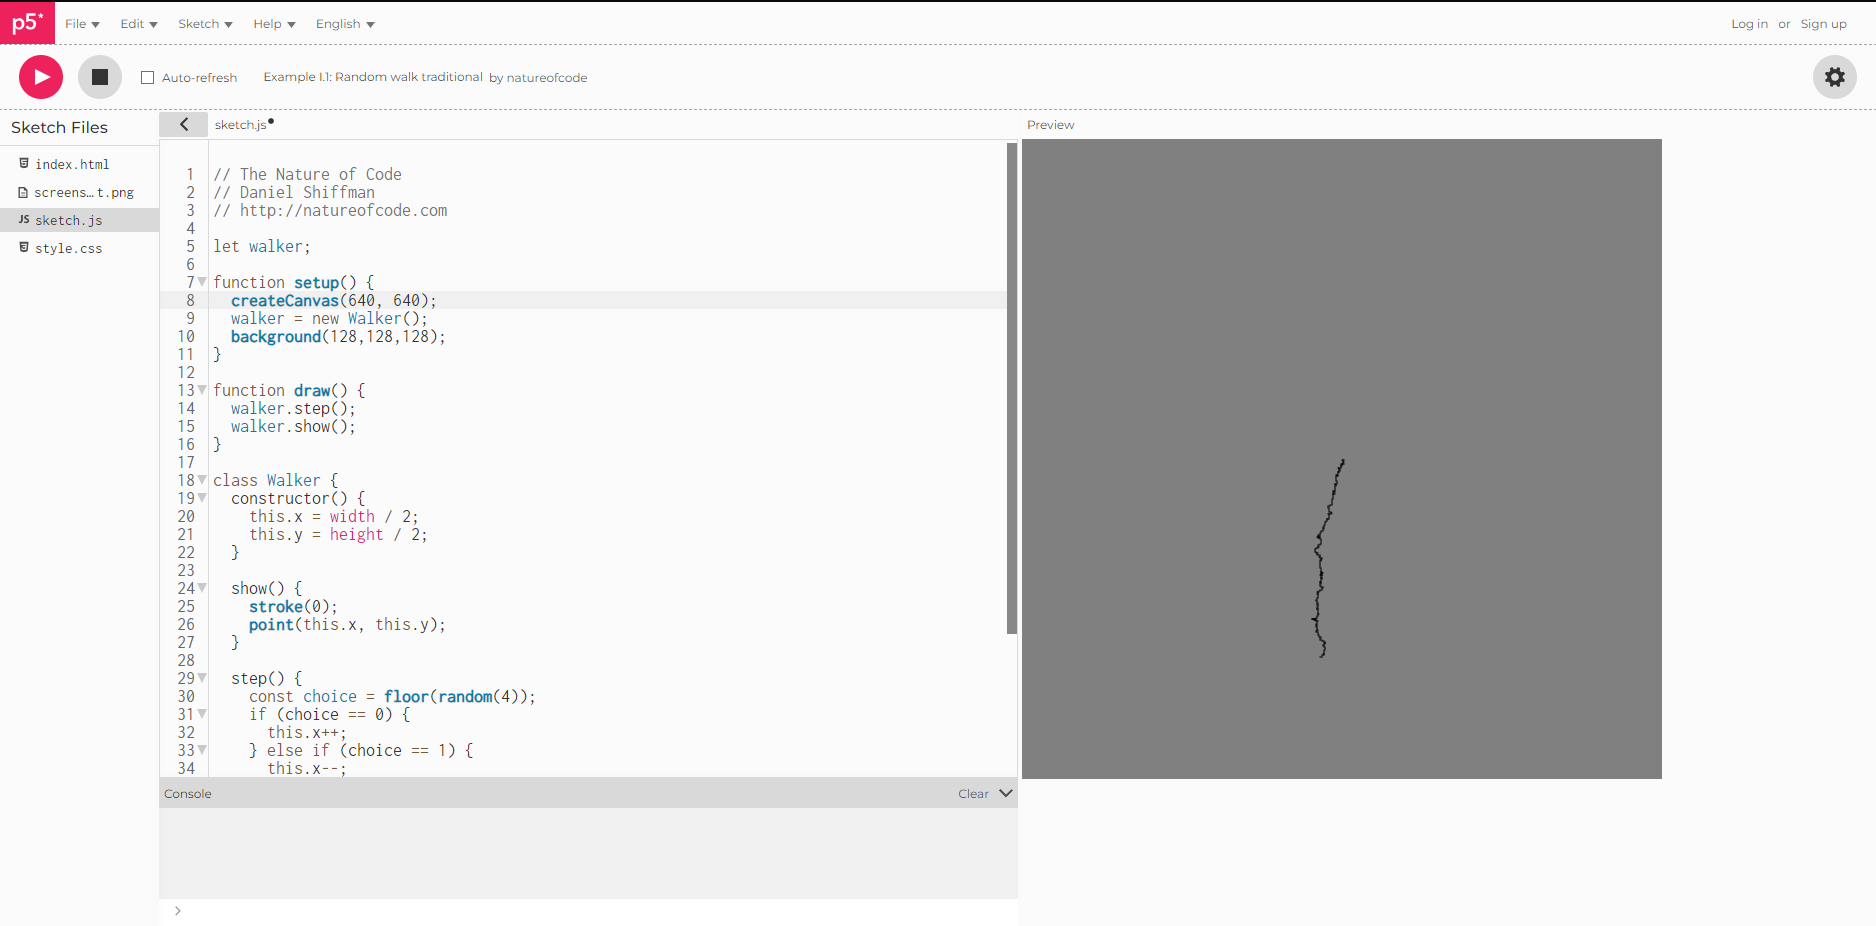 p5*
File Edit Sketch Help English
Log in or Sign up
Auto-refresh
Example I.1: Random walk traditional by natureofcode
Sketch Files
index.html
screens…t.png
JS sketch.js
style.css
sketch.js
Preview
1 // The Nature of Code
2 // Daniel Shiffman
3 // http://natureofcode.com
4
5 let walker;
6
7 function setup() {
8   createCanvas(640, 640);
9   walker = new Walker();
10   background(128,128,128);
11 }
12
13 function draw() {
14   walker.step();
15   walker.show();
16 }
17
18 class Walker {
19   constructor() {
20     this.x = width / 2;
21     this.y = height / 2;
22   }
23
24   show() {
25     stroke(0);
26     point(this.x, this.y);
27   }
28
29   step() {
30     const choice = floor(random(4));
31     if (choice == 0) {
32       this.x++;
33     } else if (choice == 1) {
34       this.x--;
Console
Clear
>